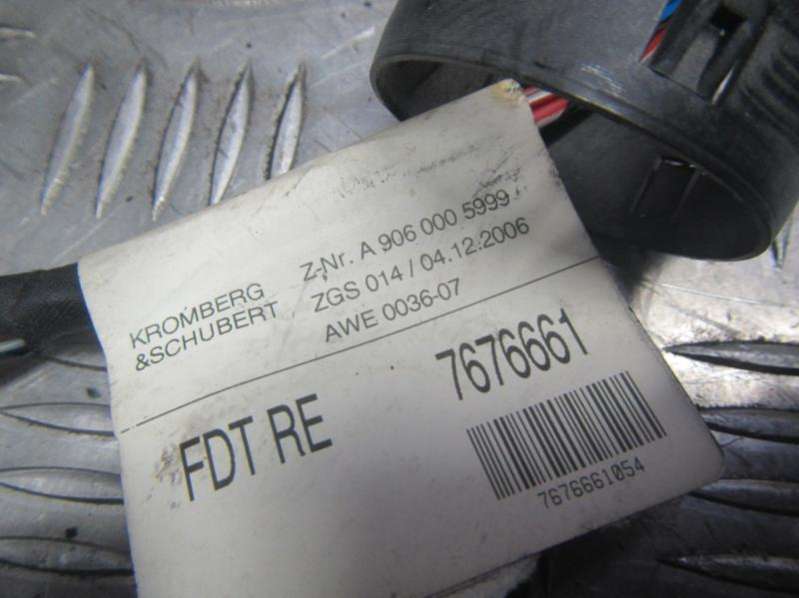 KROMBERG
&SCHUBERT
Z-Nr. A 906 000 5999
ZGS 014 / 04.12.2006
AWE 0036-07
FDT RE
7676661
7676661054